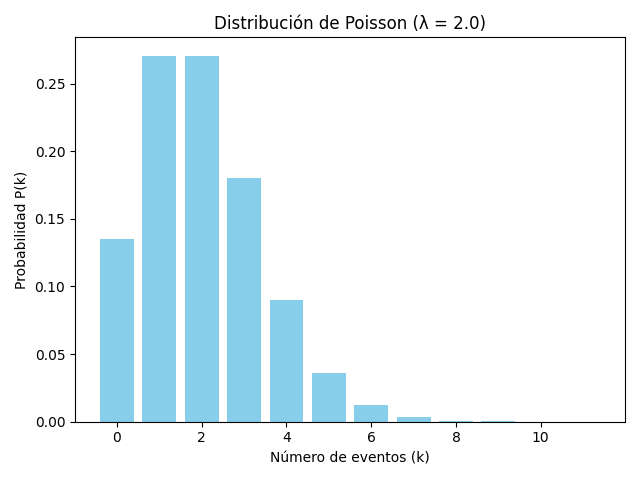 Distribución de Poisson (λ = 2.0)
Probabilidad P(k)
0.25
0.20
0.15
0.10
0.05
0.00
0 2 4 6 8 10
Número de eventos (k)